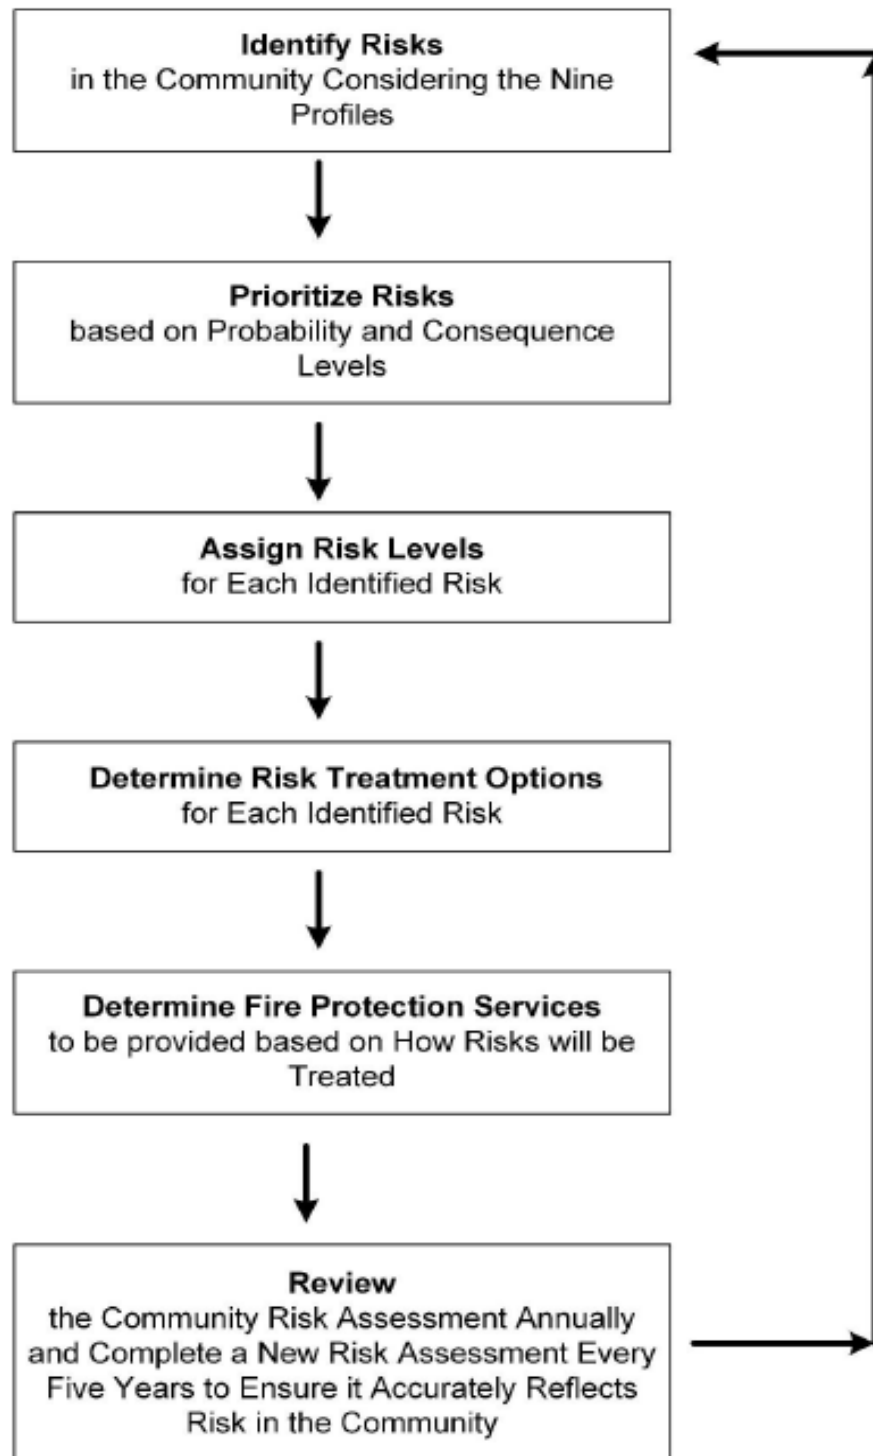 Identify Risks
in the Community Considering the Nine
Profiles
Prioritize Risks
based on Probability and Consequence
Levels
Assign Risk Levels
for Each Identified Risk
Determine Risk Treatment Options
for Each Identified Risk
Determine Fire Protection Services
to be provided based on How Risks will be
Treated
Review
the Community Risk Assessment Annually
and Complete a New Risk Assessment Every
Five Years to Ensure it Accurately Reflects
Risk in the Community